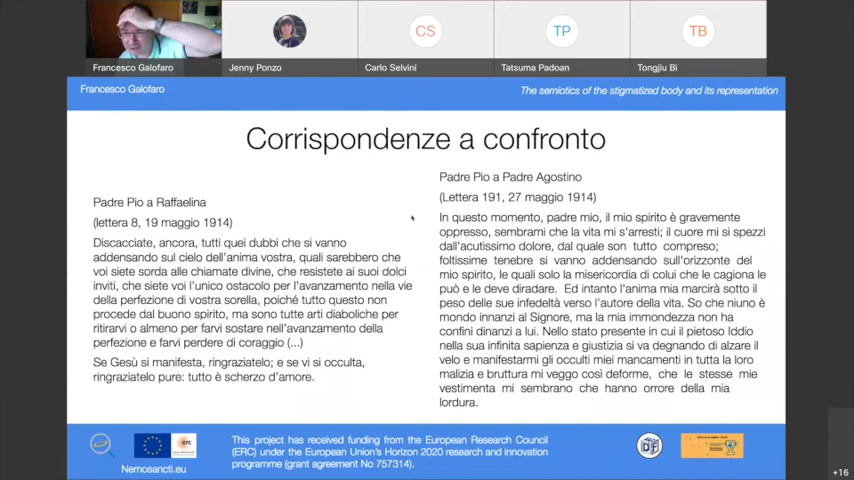 CS
TP
TB
Francesco Galofaro
Jenny Ponzo
Carlo Selvini
Tatsuma Padoan
Tongjiu Bi
Francesco Galofaro
The semiotics of the stigmatized body and its representation
Corrispondenze a confronto
Padre Pio a Raffaelina
(lettera 8, 19 maggio 1914)
Discacciate, ancora, tutti quei dubbi che si vanno
addensando sul cielo dell'anima vostra, quali sarebbero che
voi siete sorda alle chiamate divine, che resistete ai suoi dolci
inviti, che siete voi l'unico ostacolo per l'avanzamento nella vie
della perfezione di vostra sorella, poiché tutto questo non
procede dal buono spirito, ma sono tutte arti diaboliche per
ritirarvi o almeno per farvi sostare nell'avanzamento della
perfezione e farvi perdere di coraggio (...)
Se Gesù si manifesta, ringraziatelo; e se vi si occulta,
ringraziatelo pure: tutto è scherzo d'amore.
Padre Pio a Padre Agostino
(Lettera 191, 27 maggio 1914)
In questo momento, padre mio, il mio spirito è gravemente
oppresso, sembrami che la vita mi s'arresti; il cuore mi si spezzi
dall'acutissimo dolore, dal quale son tutto compreso;
foltissime tenebre si vanno addensando sull'orizzonte del
mio spirito, le quali solo la misericordia di colui che le cagiona le
può e le deve diradare. Ed intanto l'anima mia marcirà sotto il
peso delle sue infedeltà verso l'autore della vita. So che niuno è
mondo innanzi al Signore, ma la mia immondezza non ha
confini dinanzi a lui. Nello stato presente in cui il pietoso Iddio
nella sua infinita sapienza e giustizia si va degnando di alzare il
velo e manifestarmi gli occulti miei mancamenti in tutta la loro
malizia e bruttura mi veggo così deforme, che le stesse mie
vestimenta mi sembrano che hanno orrore della mia
lordura.
erc
Nemosancti.eu
This project has received funding from the European Research Council
(ERC) under the European Union's Horizon 2020 research and innovation
programme (grant agreement No 757314).
+16